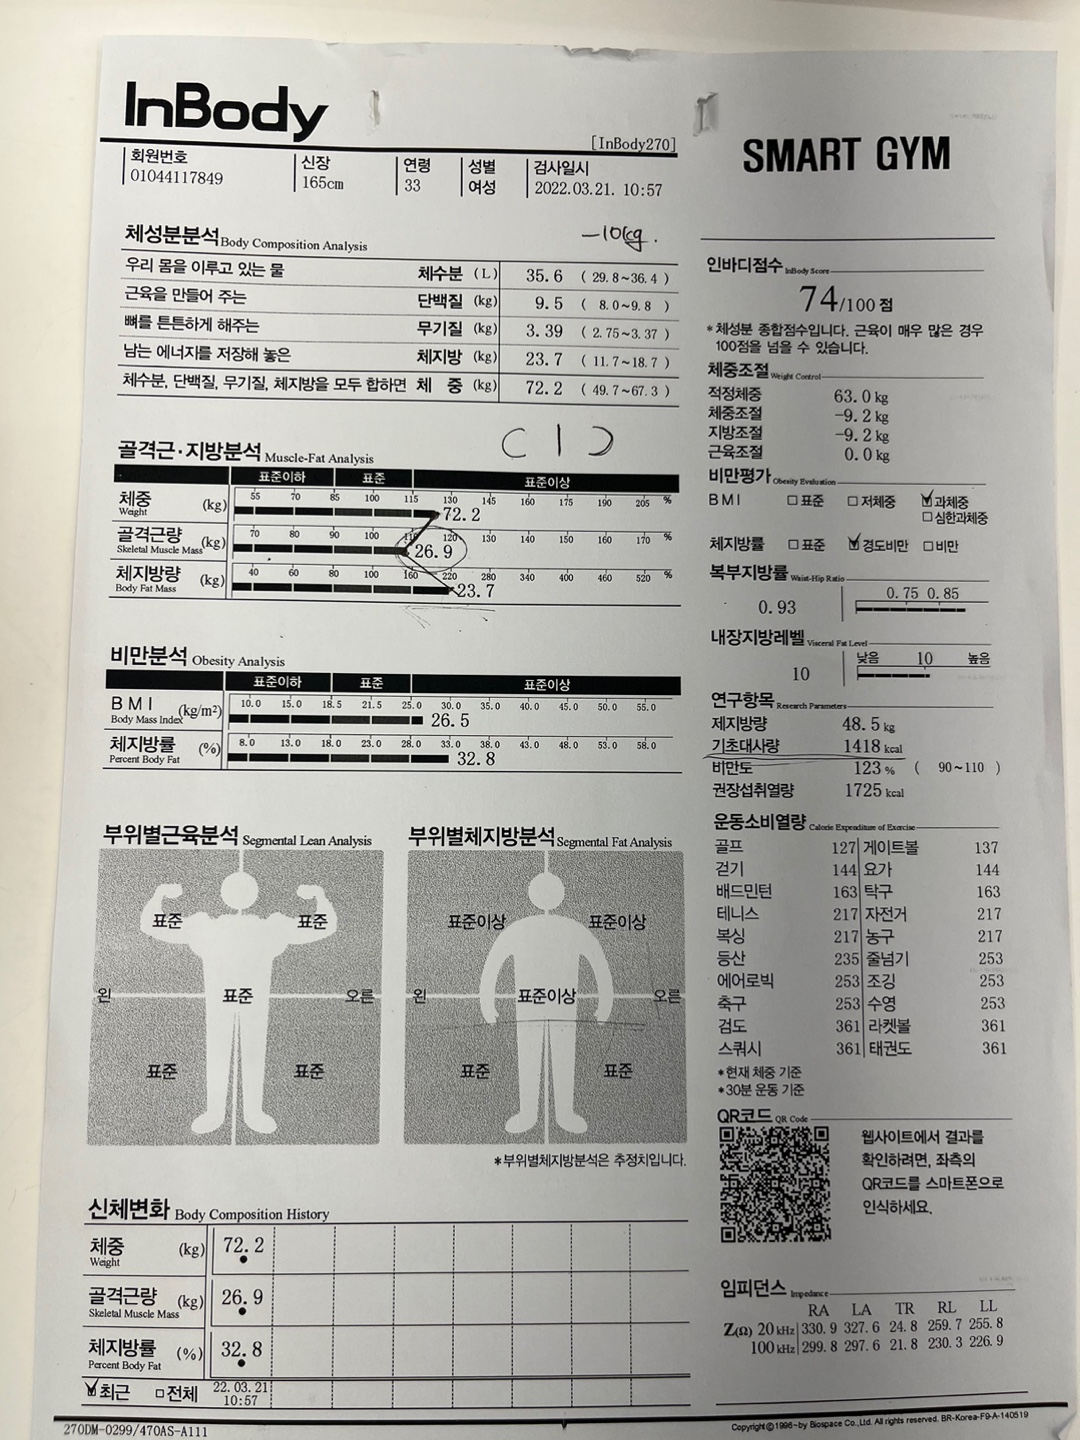 InBody
[InBody270]
SMART GYM
회원번호 신장 연령 성별 검사일시
01044117849 165cm 33 여성 2022.03.21. 10:57
-10kg.
체성분분석 Body Composition Analysis
우리 몸을 이루고 있는 물 체수분 (L) 35.6 ( 29.8~36.4 )
근육을 만들어 주는 단백질 (kg) 9.5 ( 8.0~9.8 )
뼈를 튼튼하게 해주는 무기질 (kg) 3.39 ( 2.75~3.37 )
남는 에너지를 저장해 놓은 체지방 (kg) 23.7 ( 11.7~18.7 )
체수분, 단백질, 무기질, 체지방을 모두 합하면 체 중 (kg) 72.2 ( 49.7~67.3 )
C I D
골격근·지방분석 Muscle-Fat Analysis
표준이하 표준 표준이상
체중 (kg) 55 70 85 100 115 130 145 160 175 190 205 %
Weight 72.2
골격근량 (kg) 70 80 90 100 110 120 130 140 150 160 170 %
Skeletal Muscle Mass 26.9
체지방량 (kg) 40 60 80 100 160 220 280 340 400 460 520 %
Body Fat Mass 23.7
비만분석 Obesity Analysis
표준이하 표준 표준이상
BMI (kg/m²) 10.0 15.0 18.5 21.5 25.0 30.0 35.0 40.0 45.0 50.0 55.0
Body Mass Index 26.5
체지방률 (%) 8.0 13.0 18.0 23.0 28.0 33.0 38.0 43.0 48.0 53.0 58.0
Percent Body Fat 32.8
부위별근육분석 Segmental Lean Analysis
표준 표준
왼 표준 오른
표준 표준
부위별체지방분석 Segmental Fat Analysis
표준이상 표준이상
왼 표준이상 오른
표준 표준
*부위별체지방분석은 추정치입니다.
신체변화 Body Composition History
체중 (kg) 72.2
Weight
골격근량 (kg) 26.9
Skeletal Muscle Mass
체지방률 (%) 32.8
Percent Body Fat
최근 전체 22.03.21
10:57
270DM-0299/470AS-A111
인바디점수 InBody Score
74/100 점
* 체성분 종합점수입니다. 근육이 매우 많은 경우
100점을 넘을 수 있습니다.
체중조절 Weight Control
적정체중 63.0 kg
체중조절 -9.2 kg
지방조절 -9.2 kg
근육조절 0.0 kg
비만평가 Obesity Evaluation
BMI 표준 저체중 과체중
심한과체중
체지방률 표준 경도비만 비만
복부지방률 Waist-Hip Ratio
0.93 0.75 0.85
내장지방레벨 Visceral Fat Level
10 낮음 10 높음
연구항목 Research Parameters
제지방량 48.5 kg
기초대사량 1418 kcal
비만도 123 % ( 90~110 )
권장섭취열량 1725 kcal
운동소비열량 Calorie Expenditure of Exercise
골프 127 게이트볼 137
걷기 144 요가 144
배드민턴 163 탁구 163
테니스 217 자전거 217
복싱 217 농구 217
등산 235 줄넘기 253
에어로빅 253 조깅 253
축구 253 수영 253
검도 361 라켓볼 361
스쿼시 361 태권도 361
*현재 체중 기준
*30분 운동 기준
QR코드 QR Code
웹사이트에서 결과를
확인하려면, 좌측의
QR코드를 스마트폰으로
인식하세요.
임피던스 Impedance
RA LA TR RL LL
Z(Ω) 20 kHz 330.9 327.6 24.8 259.7 255.8
100 kHz 299.8 297.6 21.8 230.3 226.9
Copyright©1996~by Biospace Co.,Ltd. All rights reserved. BR-Korea-F9-A-140519